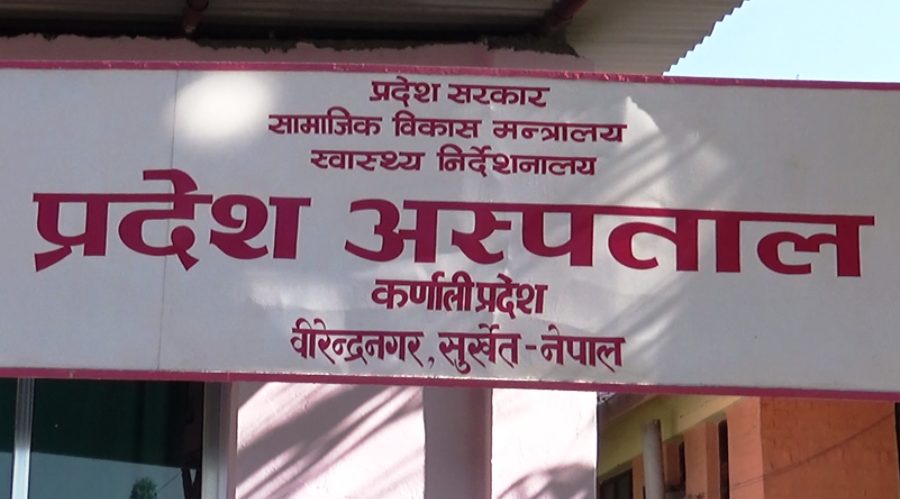 प्रदेश सरकार
सामाजिक विकास मन्त्रालय
स्वास्थ्य निर्देशनालय
प्रदेश अस्पताल
कर्णाली प्रदेश
वीरेन्द्रनगर, सुर्खेत - नेपाल